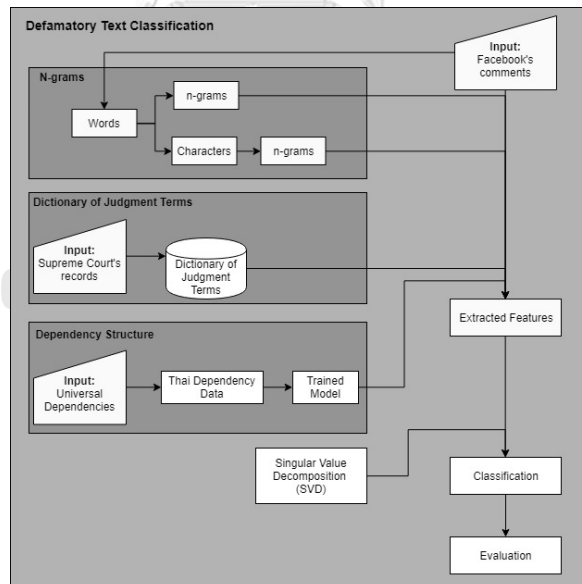 Defamatory Text Classification
Input:
Facebook's
comments
N-grams
n-grams
Words
Characters
n-grams
Dictionary of Judgment Terms
Input:
Supreme Court's
records
Dictionary of
Judgment
Terms
Extracted Features
Dependency Structure
Input:
Universal
Dependencies
Thai Dependency
Data
Trained
Model
Singular Value
Decomposition
(SVD)
Classification
Evaluation